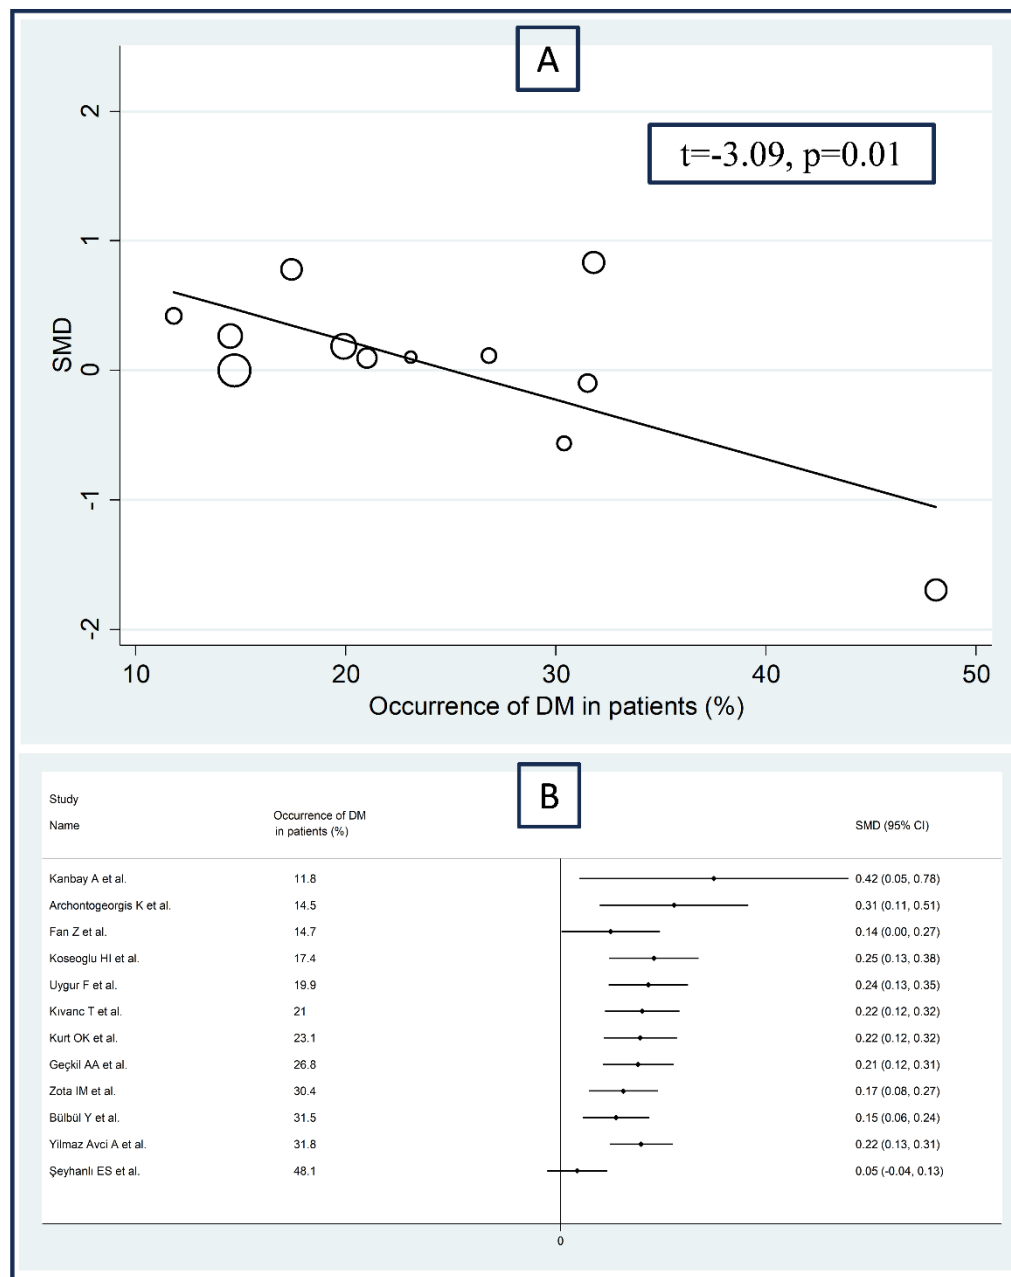 A
t=-3.09, p=0.01
2
1
0
-1
-2
SMD
10 20 30 40 50
Occurrence of DM in patients (%)
B
Study
Name
Occurrence of DM
in patients (%)
SMD (95% CI)
Kanbay A et al. 11.8 0.42 (0.05, 0.78)
Archontogeorgis K et al. 14.5 0.31 (0.11, 0.51)
Fan Z et al. 14.7 0.14 (0.00, 0.27)
Koseoglu HI et al. 17.4 0.25 (0.13, 0.38)
Uygur F et al. 19.9 0.24 (0.13, 0.35)
Kıvanc T et al. 21 0.22 (0.12, 0.32)
Kurt OK et al. 23.1 0.22 (0.12, 0.32)
Geçkil AA et al. 26.8 0.21 (0.12, 0.31)
Zota IM et al. 30.4 0.17 (0.08, 0.27)
Bülbül Y et al. 31.5 0.15 (0.06, 0.24)
Yilmaz Avci A et al. 31.8 0.22 (0.13, 0.31)
Şeyhanlı ES et al. 48.1 0.05 (-0.04, 0.13)
0